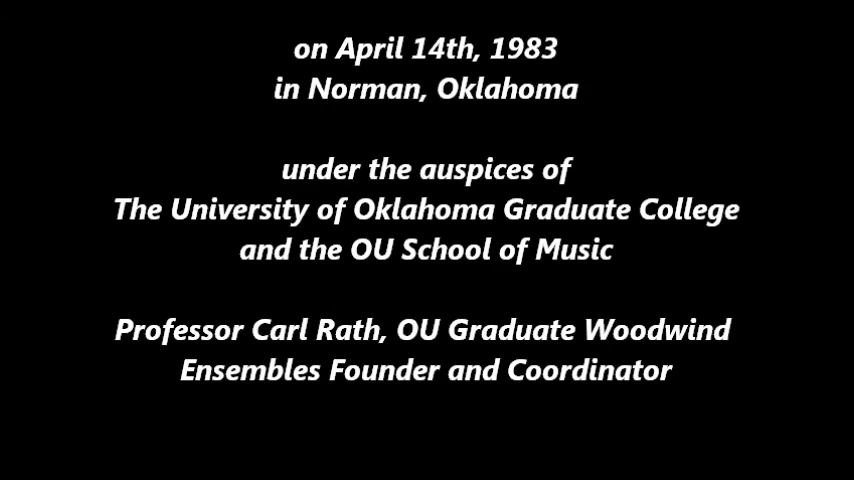 on April 14th, 1983
in Norman, Oklahoma
under the auspices of
The University of Oklahoma Graduate College
and the OU School of Music
Professor Carl Rath, OU Graduate Woodwind
Ensembles Founder and Coordinator